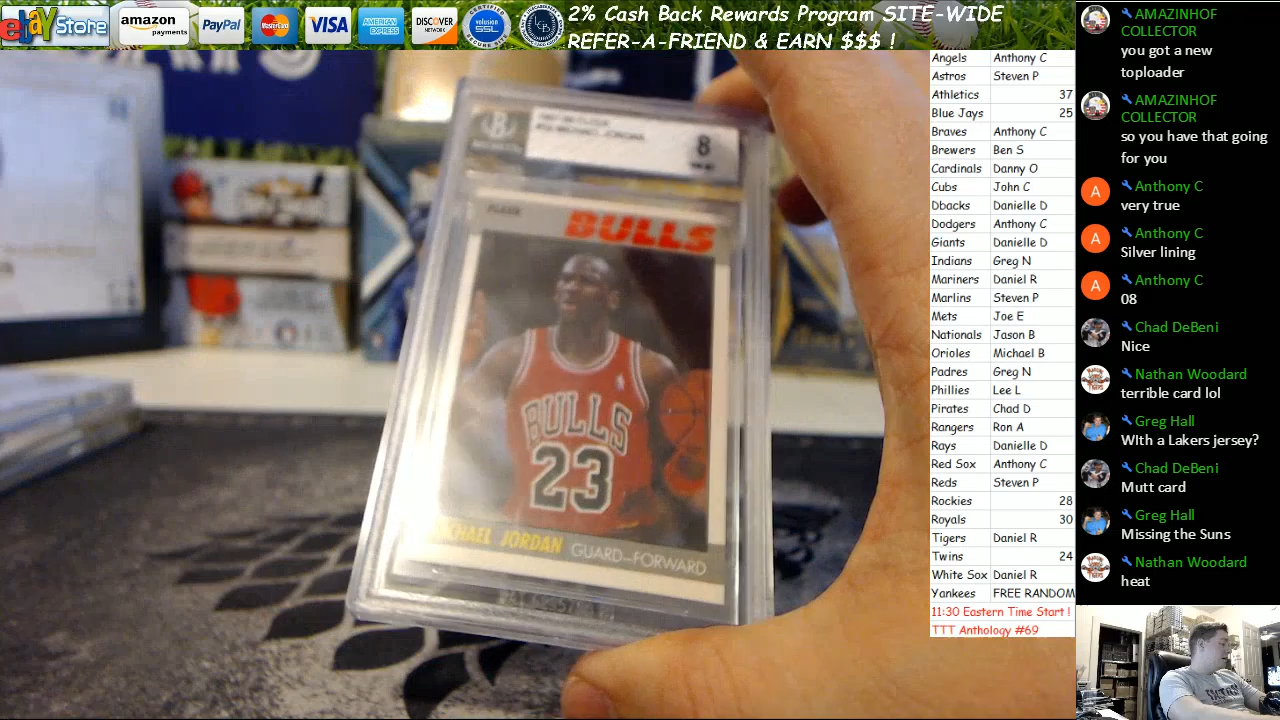 ebay Store
amazon
payments
PayPal
MasterCard
VISA
AMERICAN
EXPRESS
DISCOVER
NETWORK
volusion
SSL
2% Cash Back Rewards Program SITE-WIDE
REFER-A-FRIEND & EARN $$$ !
8
FLEER
BULLS
BULLS
23
MICHAEL JORDAN GUARD-FORWARD
Angels Anthony C
Astros Steven P
Athletics 37
Blue Jays 25
Braves Anthony C
Brewers Ben S
Cardinals Danny O
Cubs John C
Dbacks Danielle D
Dodgers Anthony C
Giants Danielle D
Indians Greg N
Mariners Daniel R
Marlins Steven P
Mets Joe E
Nationals Jason B
Orioles Michael B
Padres Greg N
Phillies Lee L
Pirates Chad D
Rangers Ron A
Rays Danielle D
Red Sox Anthony C
Reds Steven P
Rockies 28
Royals 30
Tigers Daniel R
Twins 24
White Sox Daniel R
Yankees FREE RANDOM
11:30 Eastern Time Start !
TTT Anthology #69
AMAZINHOF
COLLECTOR
you got a new
toploader
AMAZINHOF
COLLECTOR
so you have that going
for you
A Anthony C
very true
A Anthony C
Silver lining
A Anthony C
08
Chad DeBeni
Nice
Nathan Woodard
terrible card lol
Greg Hall
WIth a Lakers jersey?
Chad DeBeni
Mutt card
Greg Hall
Missing the Suns
Nathan Woodard
heat